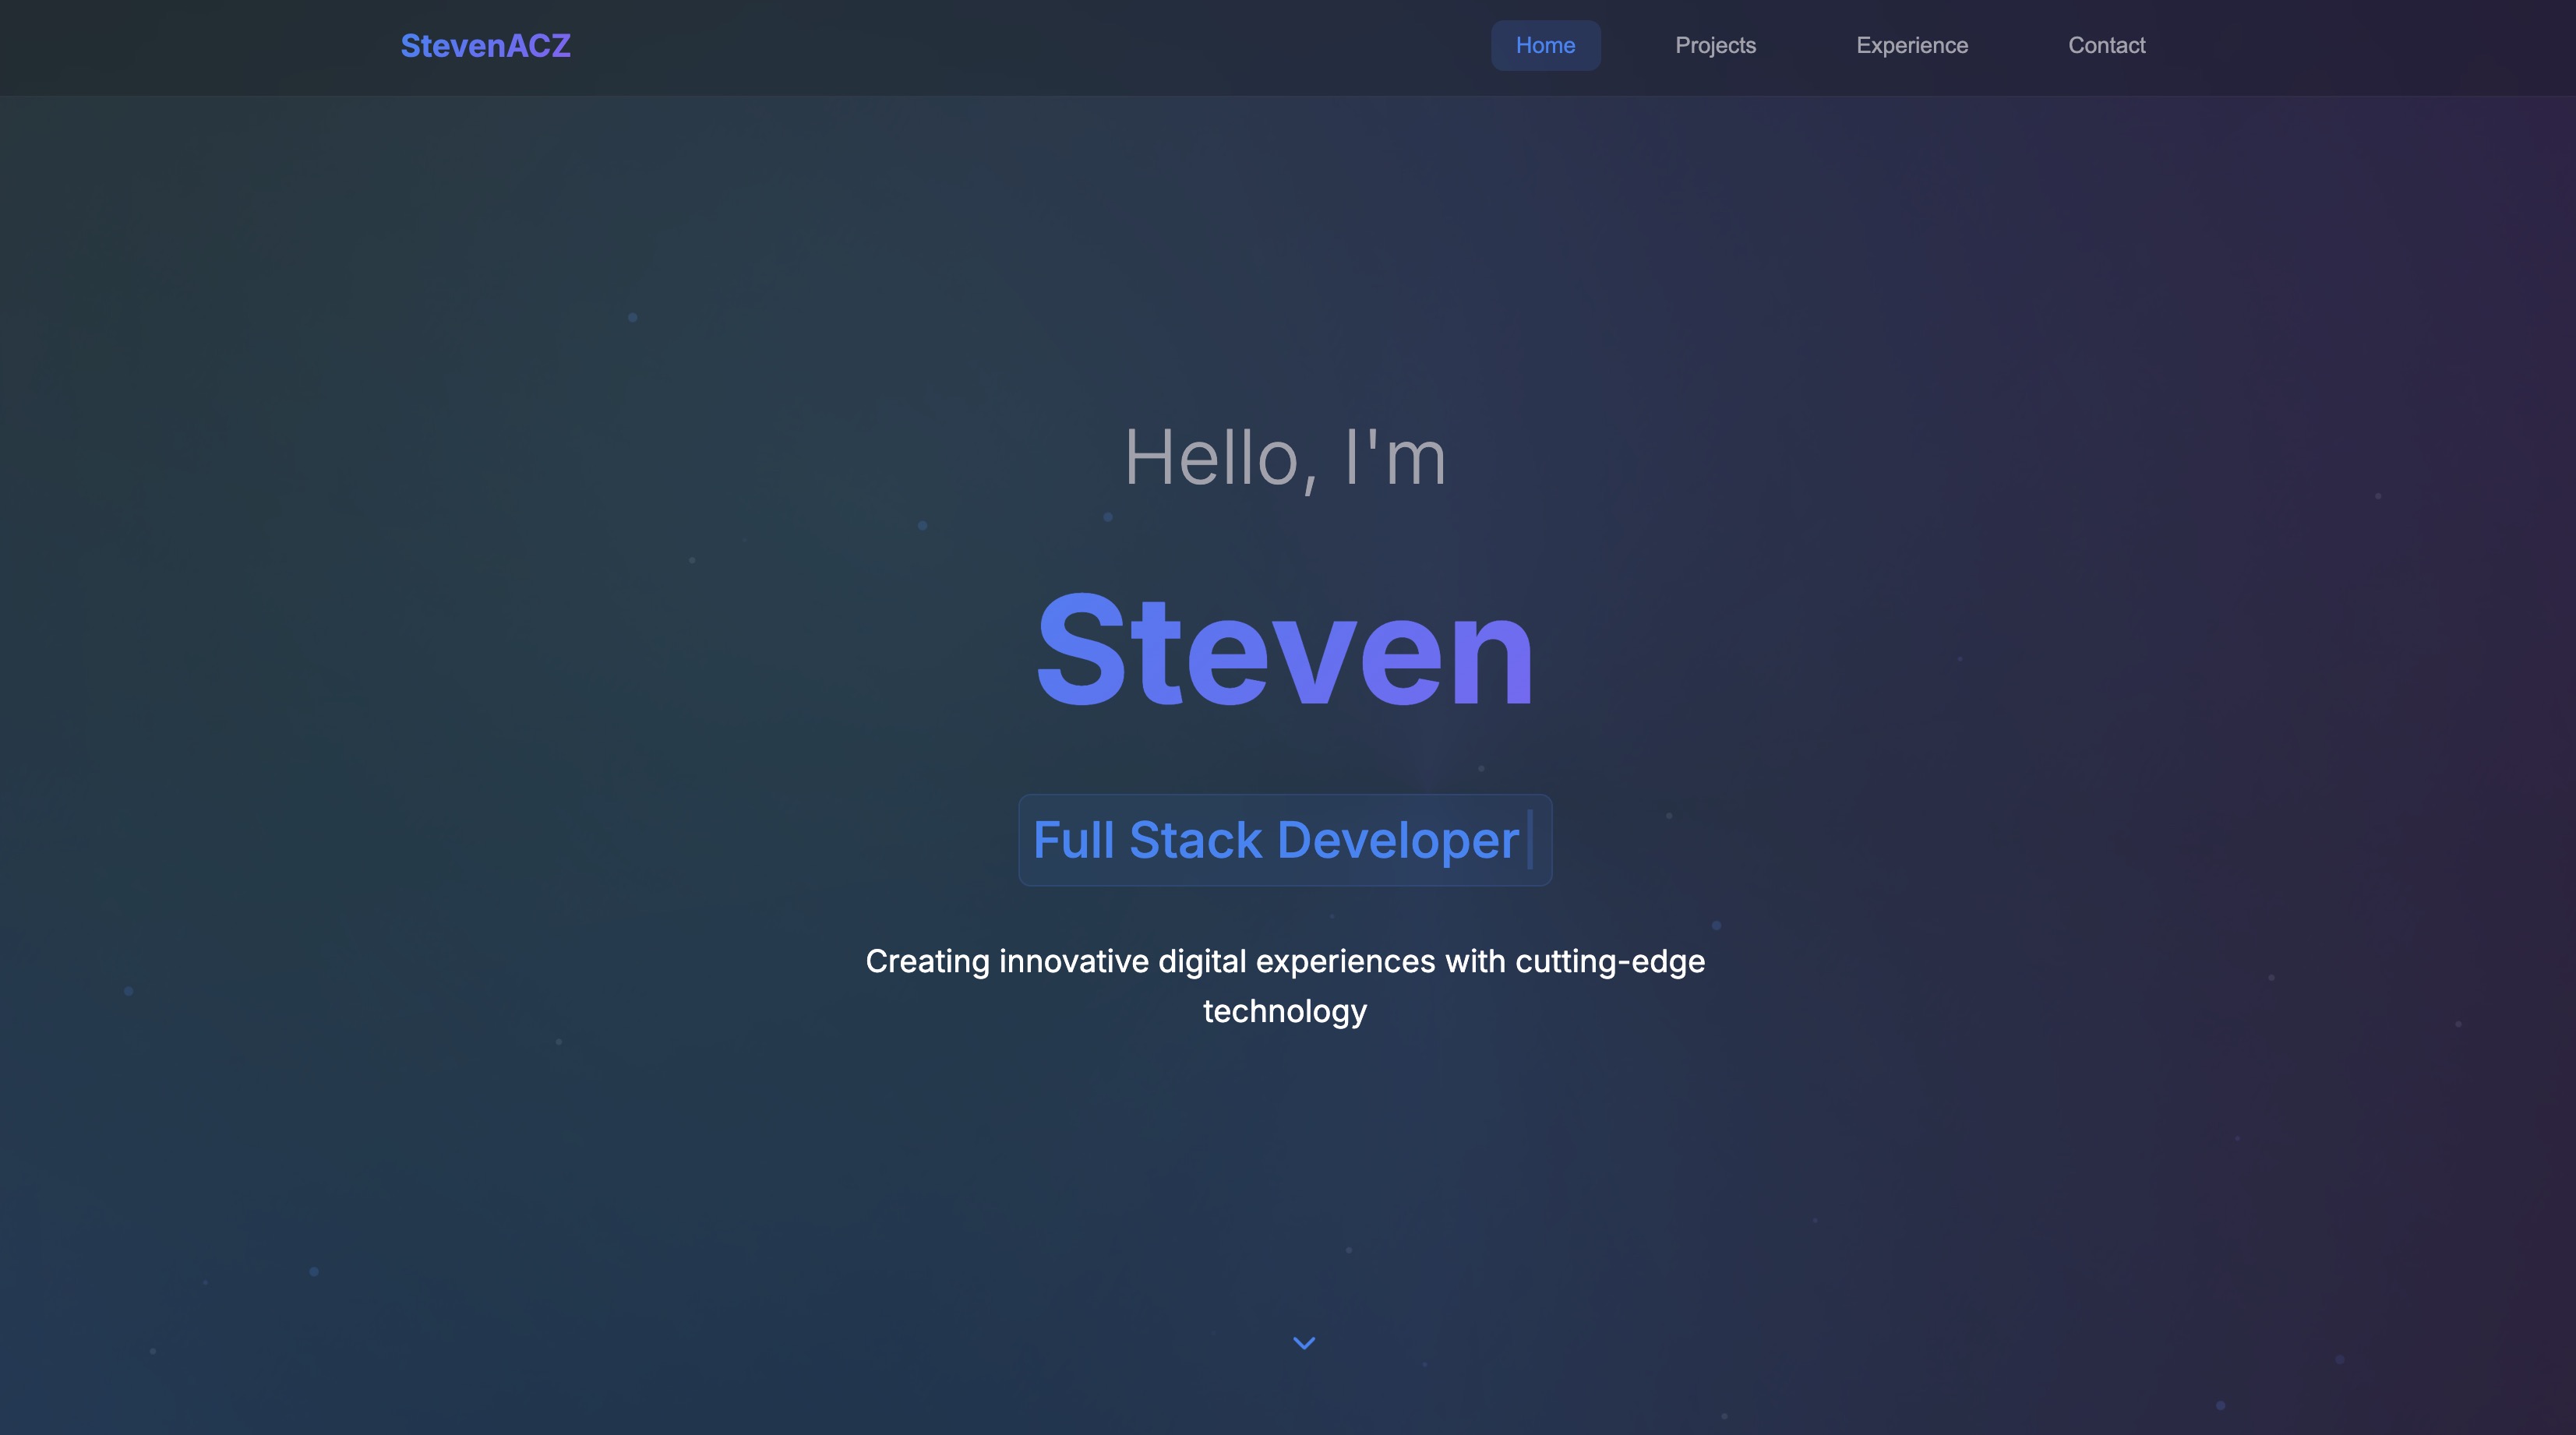 StevenACZ
Home
Projects
Experience
Contact
Hello, I'm
Steven
Full Stack Developer
Creating innovative digital experiences with cutting-edge
technology